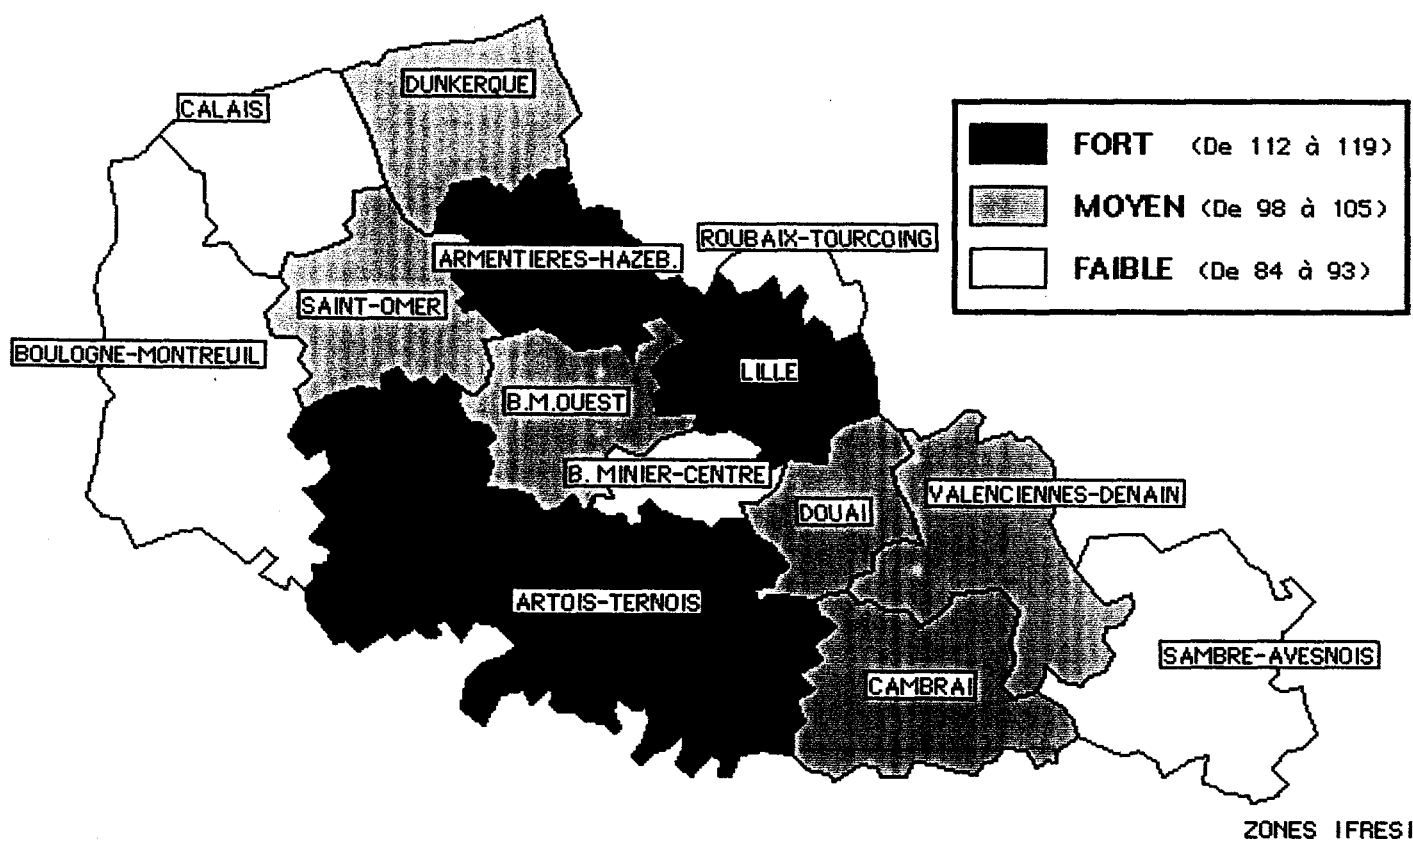 DUNKERQUE
CALAIS
FORT (De 112 à 119)
MOYEN (De 98 à 105)
FAIBLE (De 84 à 93)
ROUBAIX-TOURCOING
ARMENTIERES-HAZEB.
SAINT-OMER
BOULOGNE-MONTREUIL
LILLE
B.M.OUEST
B. MINIER-CENTRE
VALENCIENNES-DENAIN
DOUAI
ARTOIS-TERNOIS
SAMBRE-AVESNOIS
CAMBRAI
ZONES IFRESI